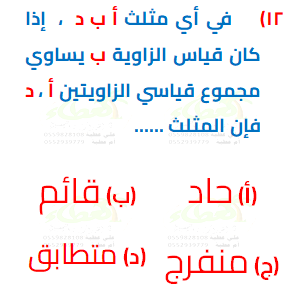 ١٢) في أي مثلث أ ب د ، إذا
كان قياس الزاوية ب يساوي
مجموع قياسي الزاويتين أ ، د
فإن المثلث ......
(أ) حاد (ب) قائم
(ج) منفرج (د) متطابق